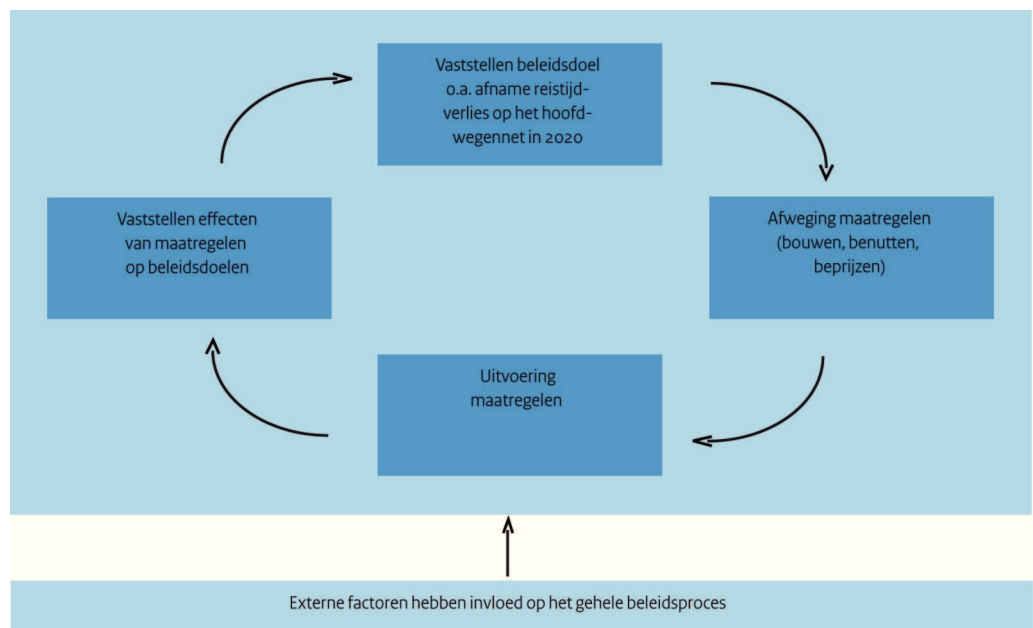 Vaststellen beleidsdoel
o.a. afname reistijd-
verlies op het hoofd-
wegennet in 2020
Afweging maatregelen
(bouwen, benutten,
beprijzen)
Uitvoering
maatregelen
Vaststellen effecten
van maatregelen
op beleidsdoelen
Externe factoren hebben invloed op het gehele beleidsproces